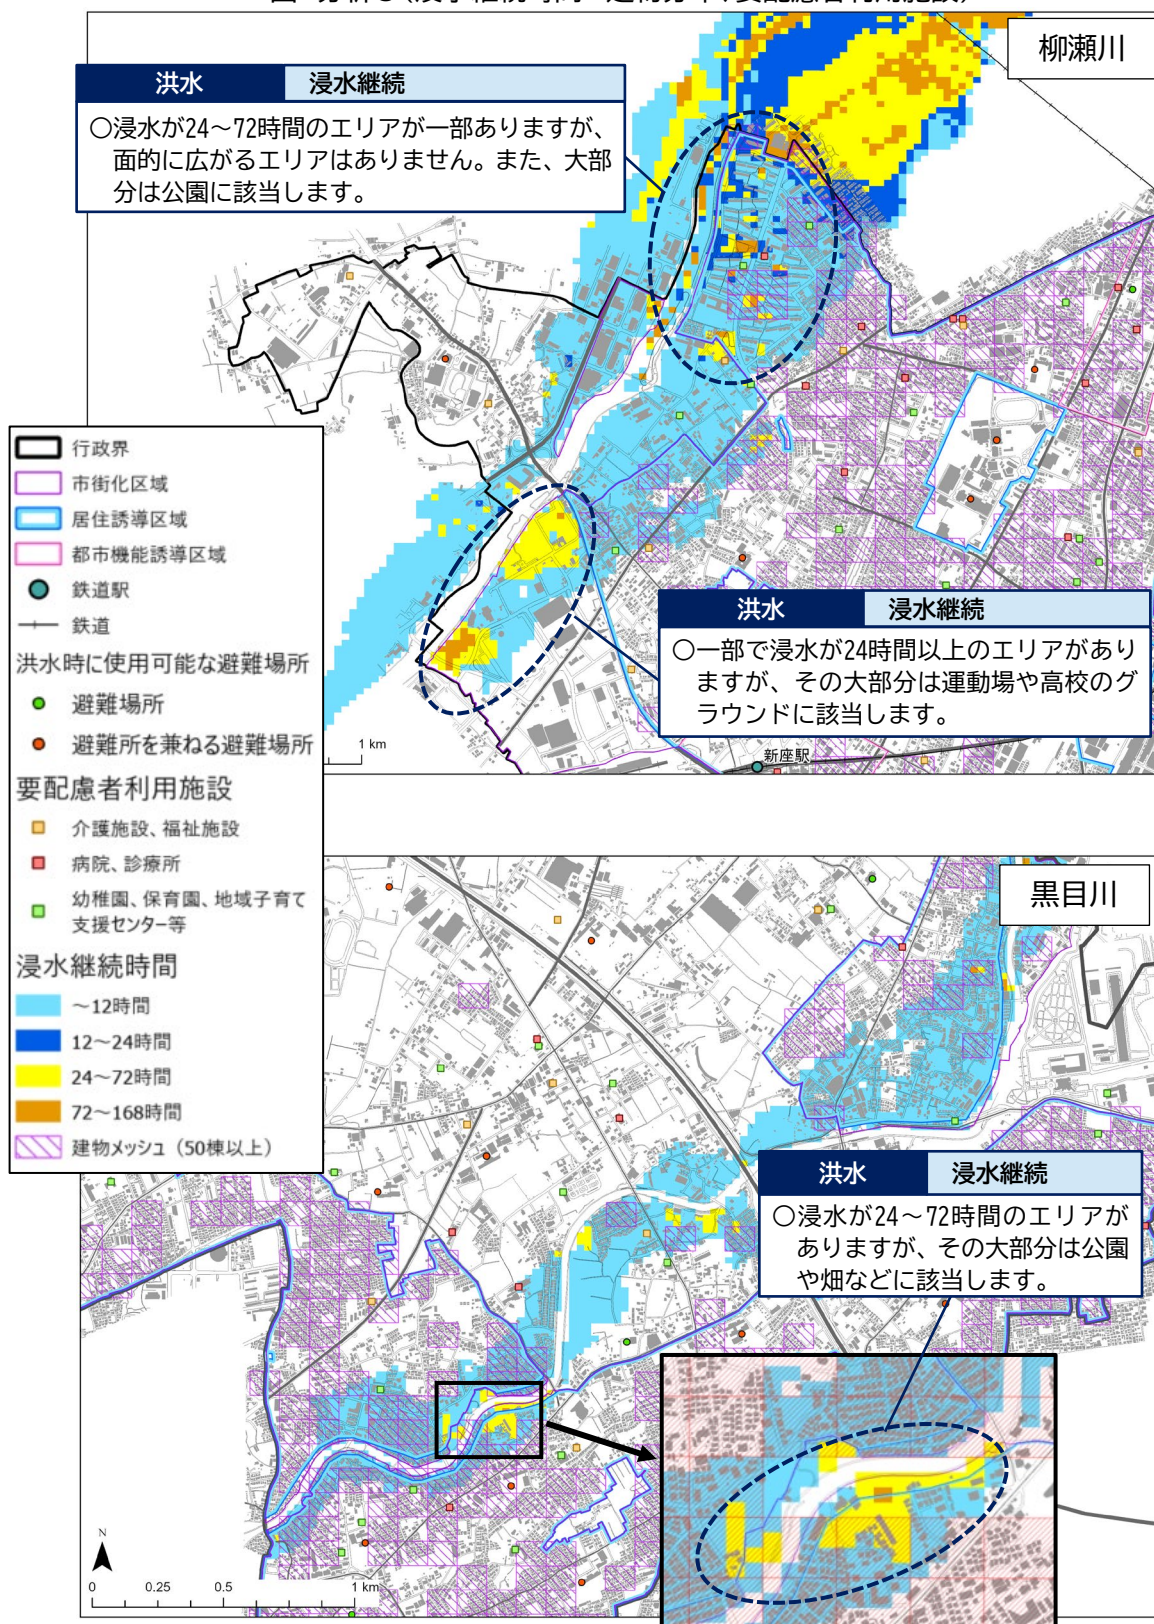 柳瀬川
洪水 浸水継続
〇浸水が24～72時間のエリアが一部ありますが、
面的に広がるエリアはありません。また、大部
分は公園に該当します。
行政界
市街化区域
居住誘導区域
都市機能誘導区域
鉄道駅
鉄道
洪水時に使用可能な避難場所
避難場所
避難所を兼ねる避難場所
要配慮者利用施設
介護施設、福祉施設
病院、診療所
幼稚園、保育園、地域子育て
支援センター等
浸水継続時間
～12時間
12～24時間
24～72時間
72～168時間
建物メッシュ（50棟以上）
洪水 浸水継続
〇一部で浸水が24時間以上のエリアがあり
ますが、その大部分は運動場や高校のグ
ラウンドに該当します。
1 km
新座駅
黒目川
洪水 浸水継続
〇浸水が24～72時間のエリアが
ありますが、その大部分は公園
や畑などに該当します。
N
0 0.25 0.5 1 km